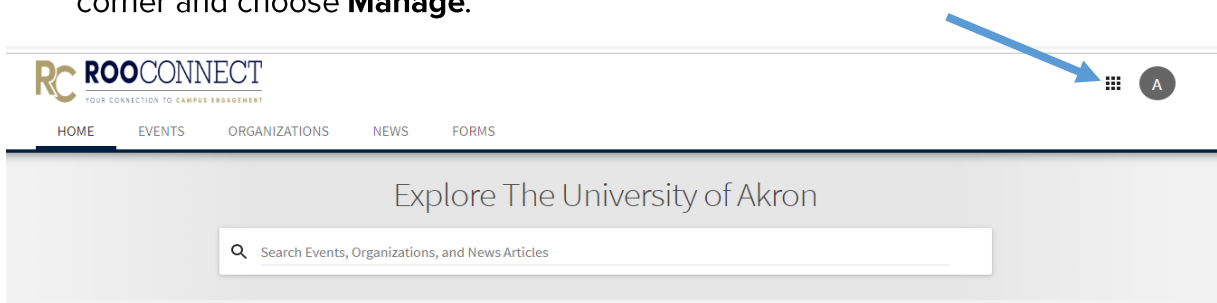 corner and choose Manage.
RC ROOCONNECT
YOUR CONNECTION TO CAMPUS ENGAGEMENT
A
HOME EVENTS ORGANIZATIONS NEWS FORMS
Explore The University of Akron
Search Events, Organizations, and News Articles